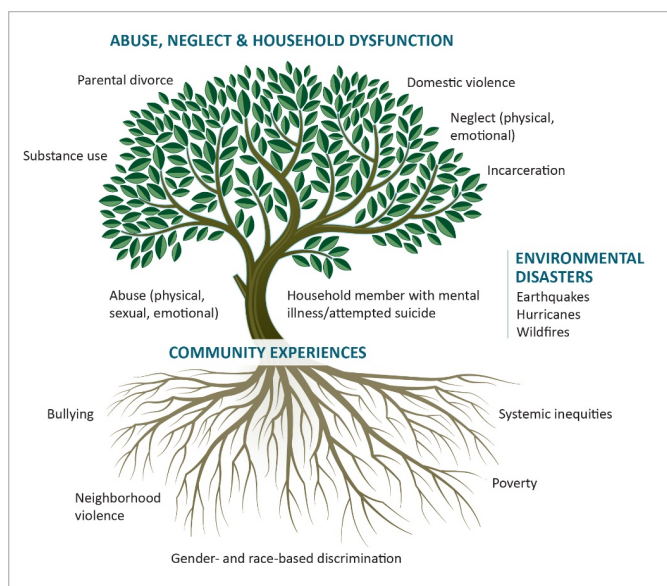 ABUSE, NEGLECT & HOUSEHOLD DYSFUNCTION
Parental divorce
Domestic violence
Neglect (physical,
emotional)
Substance use
Incarceration
ENVIRONMENTAL
DISASTERS
Earthquakes
Hurricanes
Wildfires
Abuse (physical,
sexual, emotional)
Household member with mental
illness/attempted suicide
COMMUNITY EXPERIENCES
Bullying
Systemic inequities
Neighborhood
violence
Poverty
Gender- and race-based discrimination